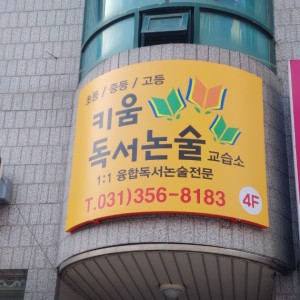 초등 / 중등 / 고등
키움
독서논술 교습소
1:1 융합독서논술전문
T.031)356-8183 4F